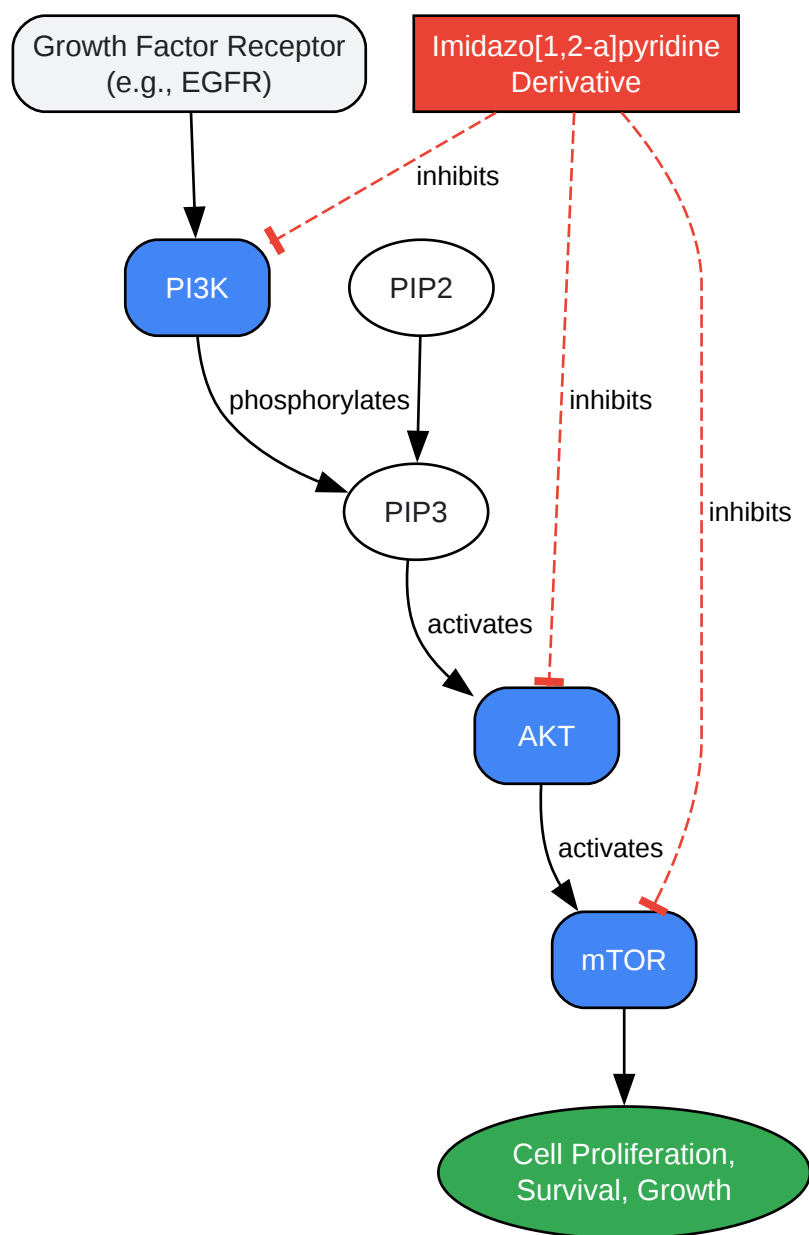 Growth Factor Receptor
(e.g., EGFR)
Imidazo[1,2-a]pyridine
Derivative
inhibits
PI3K
PIP2
phosphorylates
inhibits
PIP3
inhibits
activates
AKT
activates
mTOR
Cell Proliferation,
Survival, Growth